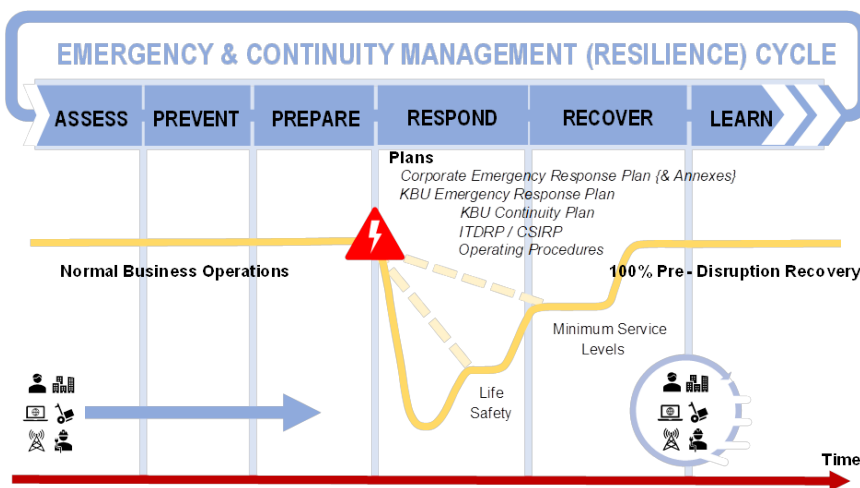 EMERGENCY & CONTINUITY MANAGEMENT (RESILIENCE) CYCLE
ASSESS
PREVENT
PREPARE
RESPOND
RECOVER
LEARN
Plans
Corporate Emergency Response Plan {& Annexes}
KBU Emergency Response Plan
KBU Continuity Plan
ITDRP / CSIRP
Operating Procedures
Normal Business Operations
100% Pre - Disruption Recovery
Minimum Service
Levels
Life
Safety
Time